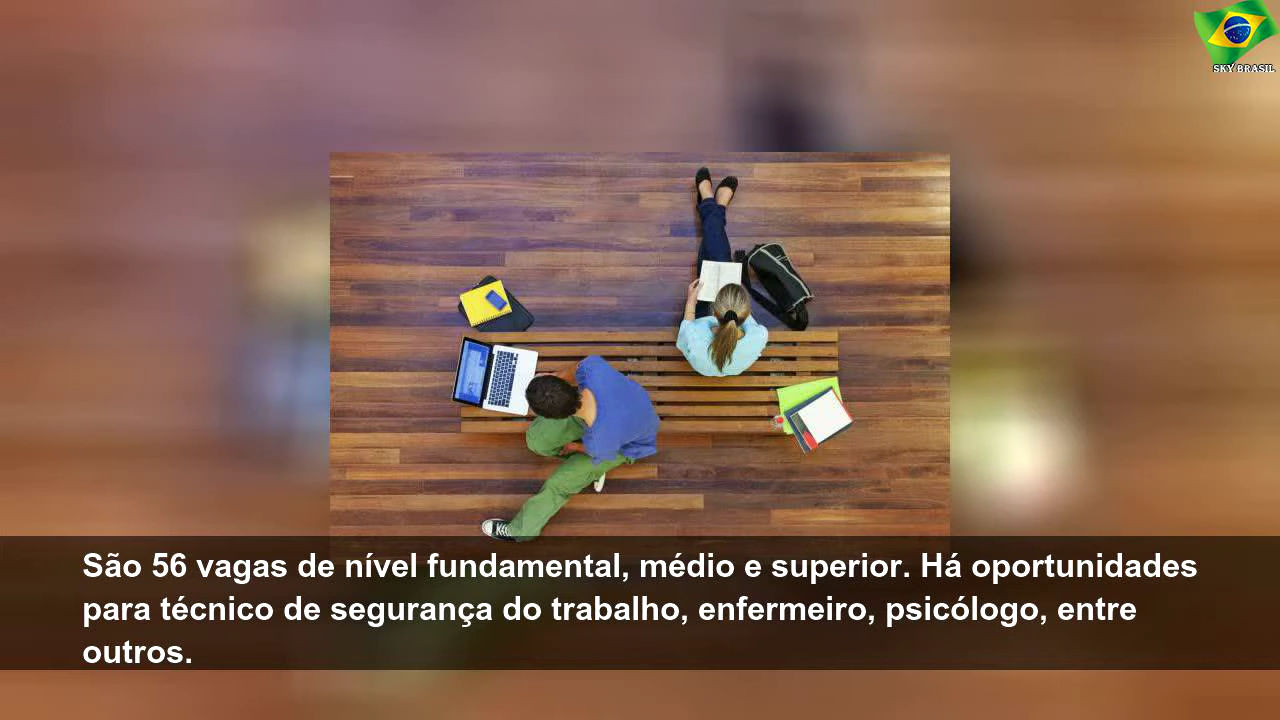 SKY BRASIL
São 56 vagas de nível fundamental, médio e superior. Há oportunidades
para técnico de segurança do trabalho, enfermeiro, psicólogo, entre
outros.